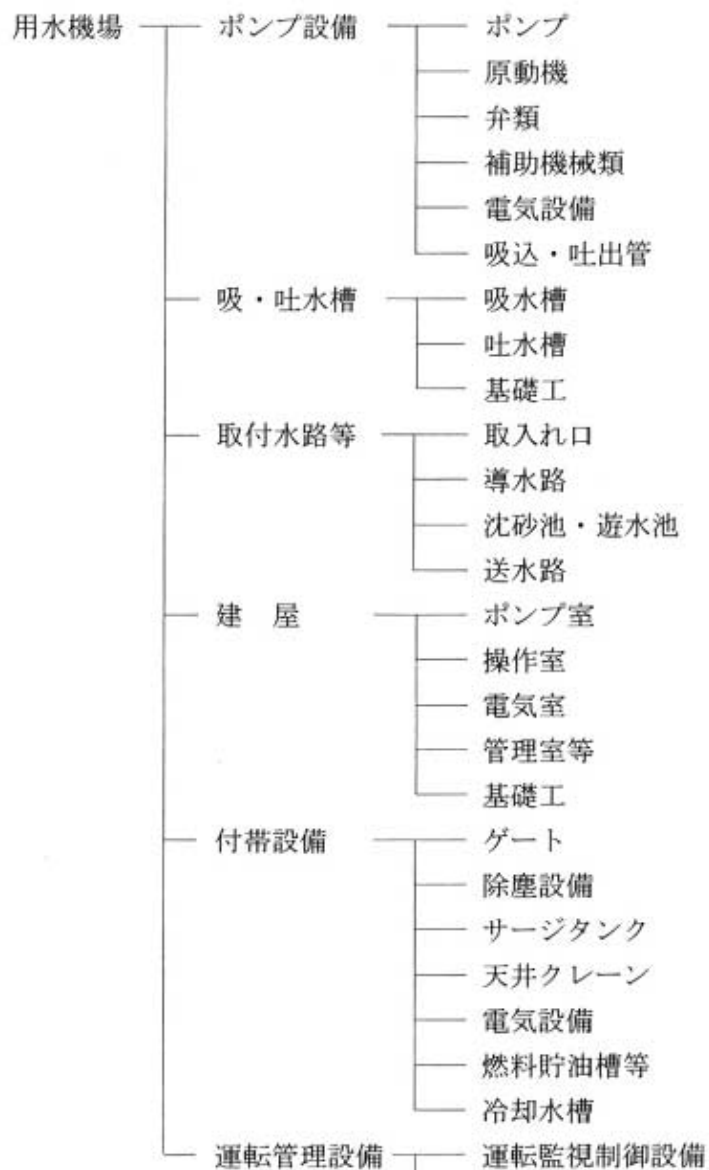 用水機場 ポンプ設備 ポンプ
原動機
弁類
補助機械類
電気設備
吸込・吐出管
吸・吐水槽 吸水槽
吐水槽
基礎工
取付水路等 取入れ口
導水路
沈砂池・遊水池
送水路
建　屋 ポンプ室
操作室
電気室
管理室等
基礎工
付帯設備 ゲート
除塵設備
サージタンク
天井クレーン
電気設備
燃料貯油槽等
冷却水槽
運転管理設備 運転監視制御設備